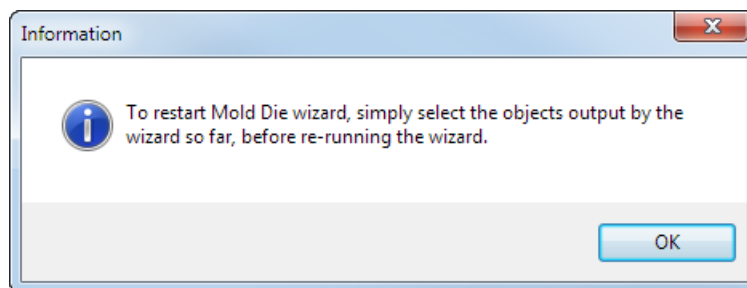 Information
To restart Mold Die wizard, simply select the objects output by the
wizard so far, before re-running the wizard.
OK